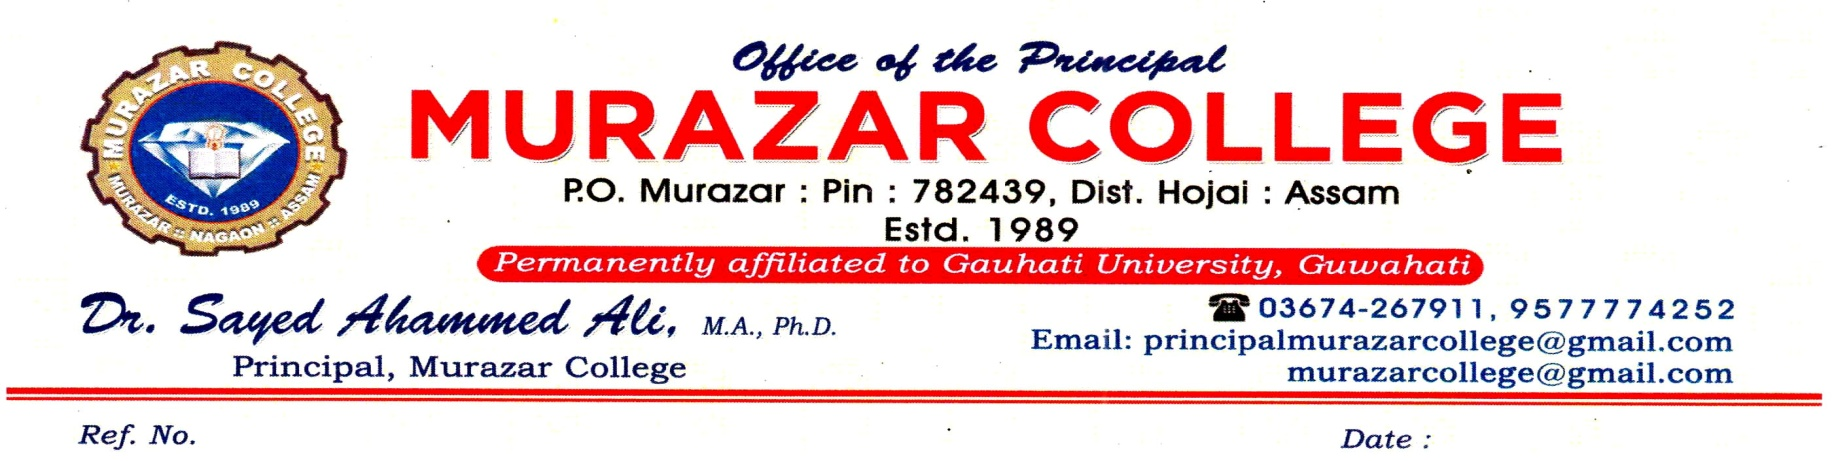 MURAZAR COLLEGE
ESTD. 1989
MURAZAR :: NAGAON :: ASSAM
Office of the Principal
MURAZAR COLLEGE
P.O. Murazar : Pin : 782439, Dist. Hojai : Assam
Estd. 1989
Permanently affiliated to Gauhati University, Guwahati
Dr. Sayed Ahammed Ali, M.A., Ph.D.
Principal, Murazar College
☎ 03674-267911, 9577774252
Email: principalmurazarcollege@gmail.com
murazarcollege@gmail.com
Ref. No.
Date :